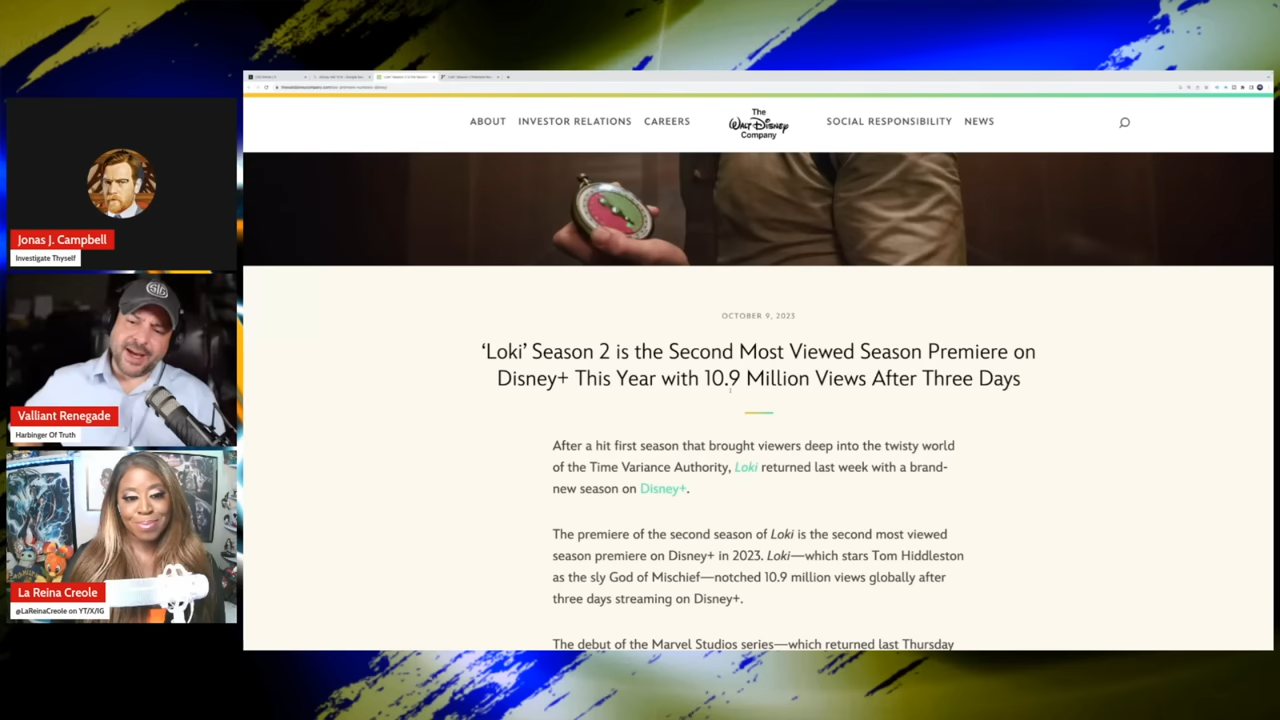 Jonas J. Campbell
Investigate Thyself
SG
Valliant Renegade
Harbinger Of Truth
La Reina Creole
@LaReinaCreole on YT/X/IG
ABOUT INVESTOR RELATIONS CAREERS
The
WALT DISNEY
Company
SOCIAL RESPONSIBILITY NEWS
OCTOBER 9, 2023
‘Loki’ Season 2 is the Second Most Viewed Season Premiere on
Disney+ This Year with 10.9 Million Views After Three Days
After a hit first season that brought viewers deep into the twisty world
of the Time Variance Authority, Loki returned last week with a brand-
new season on Disney+.
The premiere of the second season of Loki is the second most viewed
season premiere on Disney+ in 2023. Loki—which stars Tom Hiddleston
as the sly God of Mischief—notched 10.9 million views globally after
three days streaming on Disney+.
The debut of the Marvel Studios series—which returned last Thursday